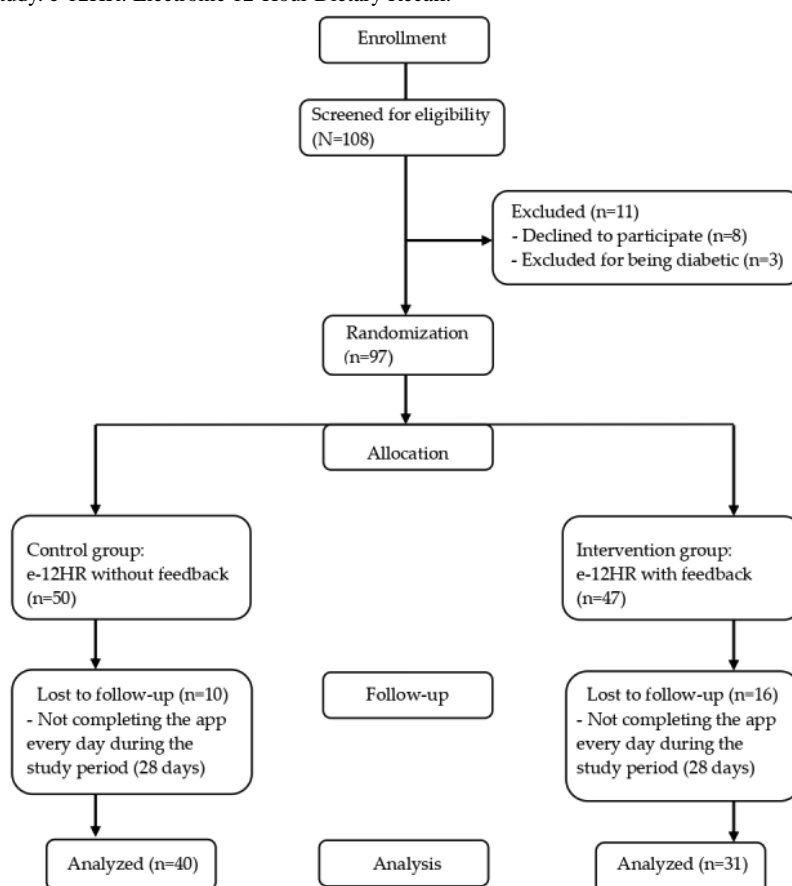 study. e-12HR: Electronic 12-Hour Dietary Recall.
Enrollment
Screened for eligibility
(N=108)
Excluded (n=11)
- Declined to participate (n=8)
- Excluded for being diabetic (n=3)
Randomization
(n=97)
Allocation
Control group:
e-12HR without feedback
(n=50)
Intervention group:
e-12HR with feedback
(n=47)
Lost to follow-up (n=10)
- Not completing the app
every day during the
study period (28 days)
Follow-up
Lost to follow-up (n=16)
- Not completing the app
every day during the
study period (28 days)
Analyzed (n=40)
Analysis
Analyzed (n=31)